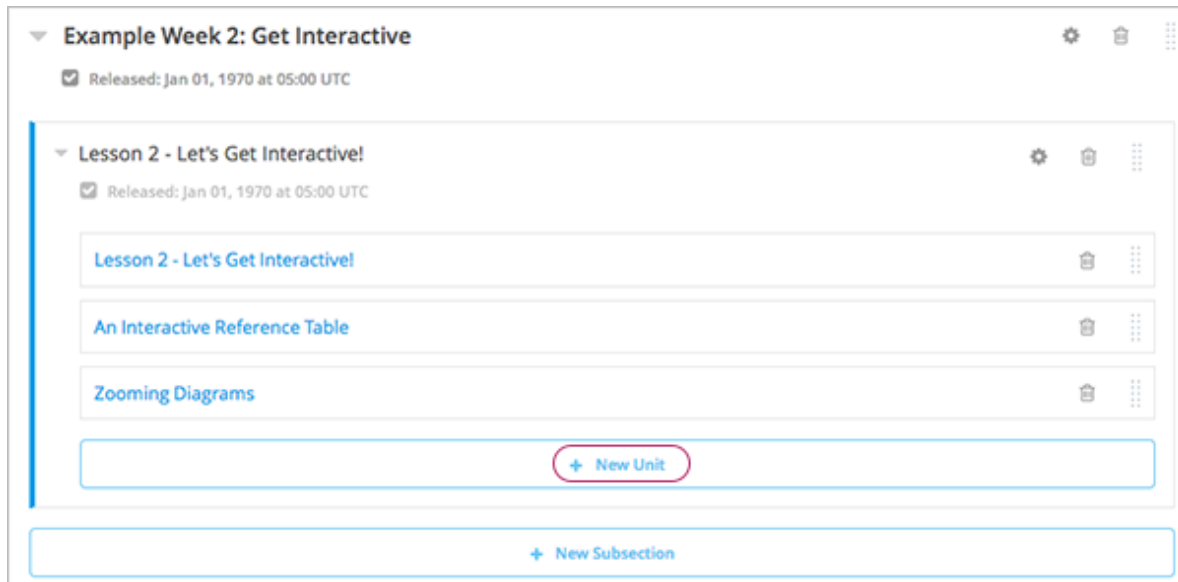 Example Week 2: Get Interactive
Released: Jan 01, 1970 at 05:00 UTC
Lesson 2 - Let's Get Interactive!
Released: Jan 01, 1970 at 05:00 UTC
Lesson 2 - Let's Get Interactive!
An Interactive Reference Table
Zooming Diagrams
+ New Unit
+ New Subsection